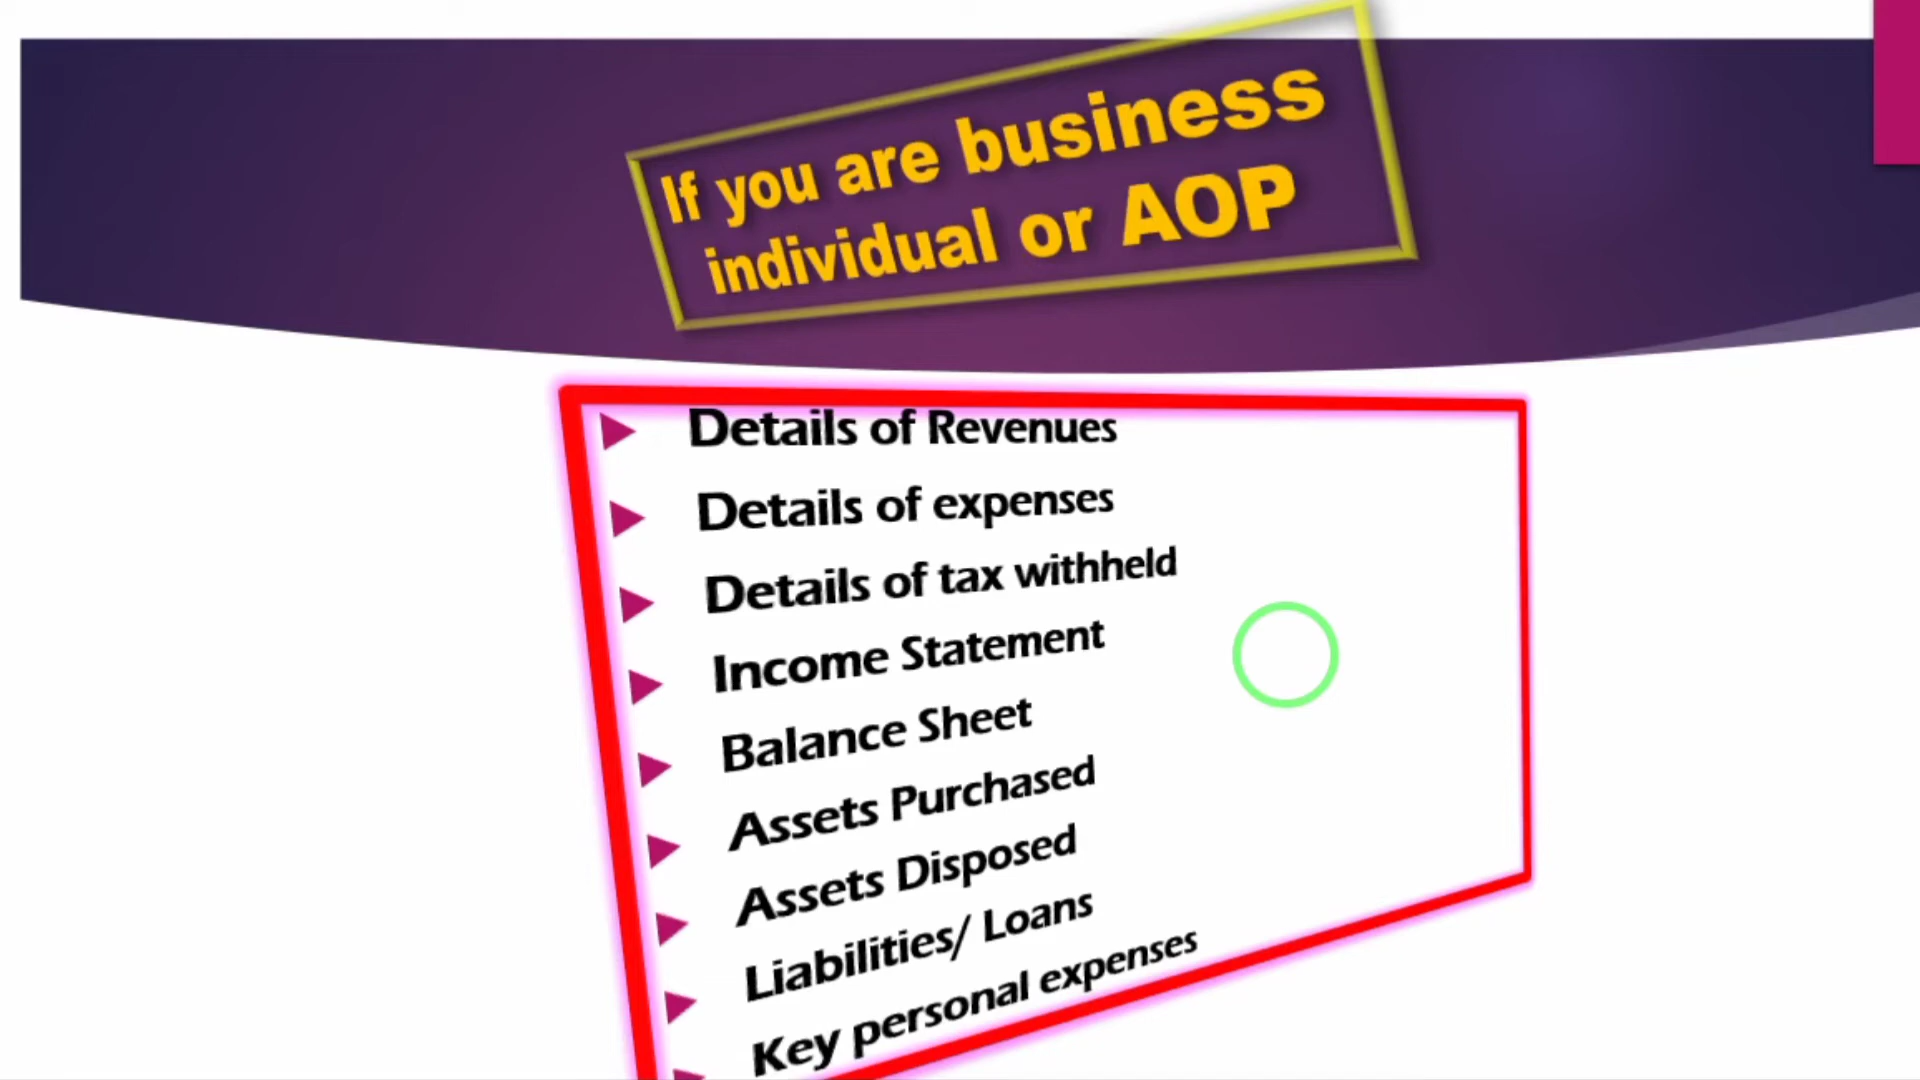 If you are business
individual or AOP
Details of Revenues
Details of expenses
Details of tax withheld
Income Statement
Balance Sheet
Assets Purchased
Assets Disposed
Liabilities/ Loans
Key personal expenses